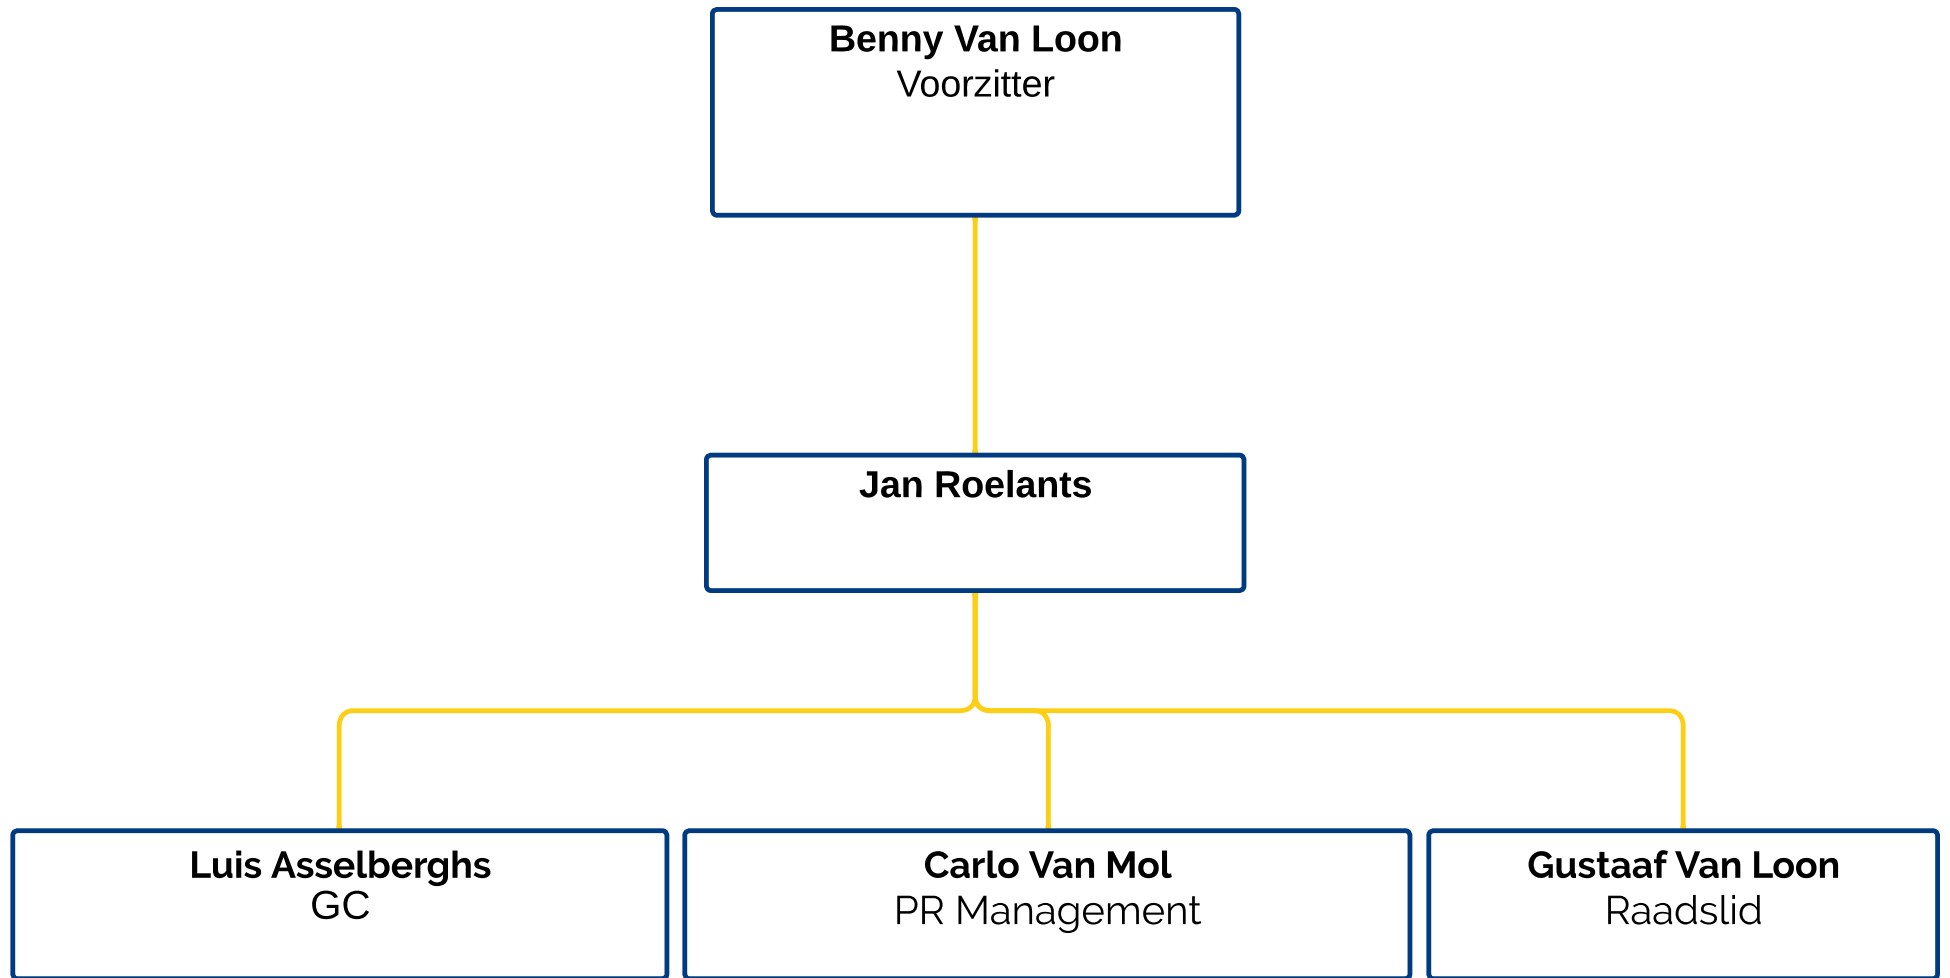 Benny Van Loon
Voorzitter
Jan Roelants
Luis Asselberghs
GC
Carlo Van Mol
PR Management
Gustaaf Van Loon
Raadslid